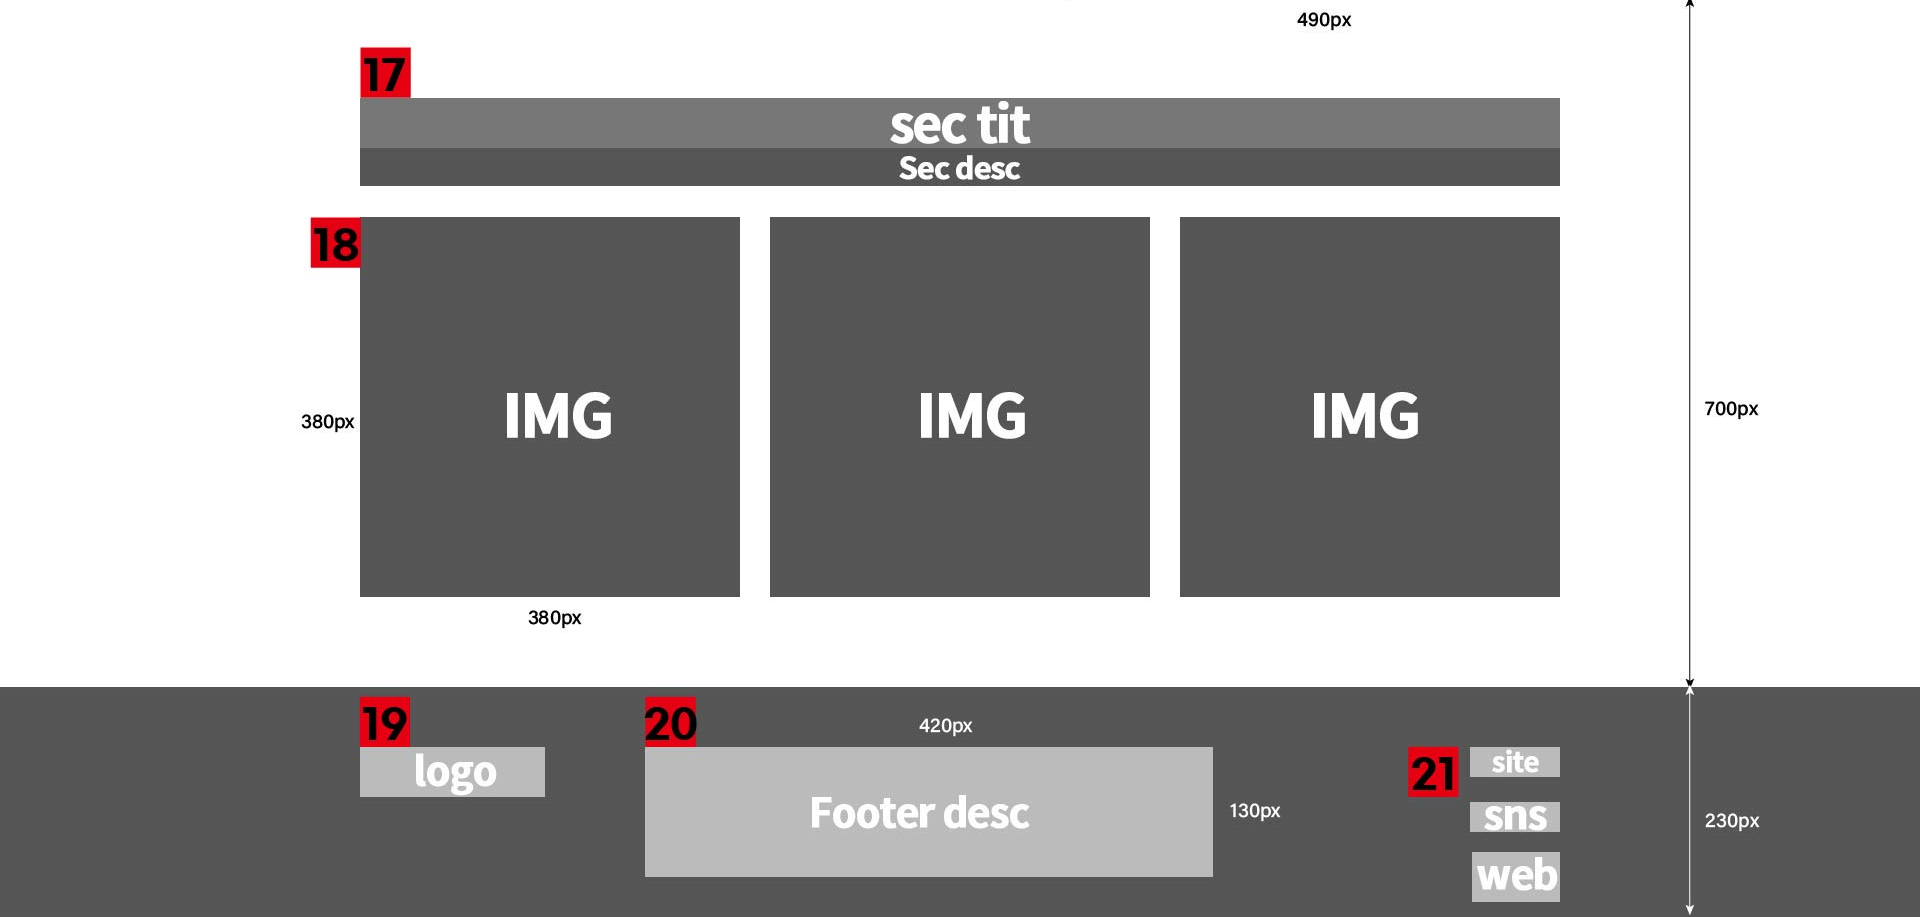 490px
17
sec tit
Sec desc
18
IMG
IMG
IMG
380px
700px
380px
19
20
420px
logo
Footer desc
130px
21
site
sns
web
230px